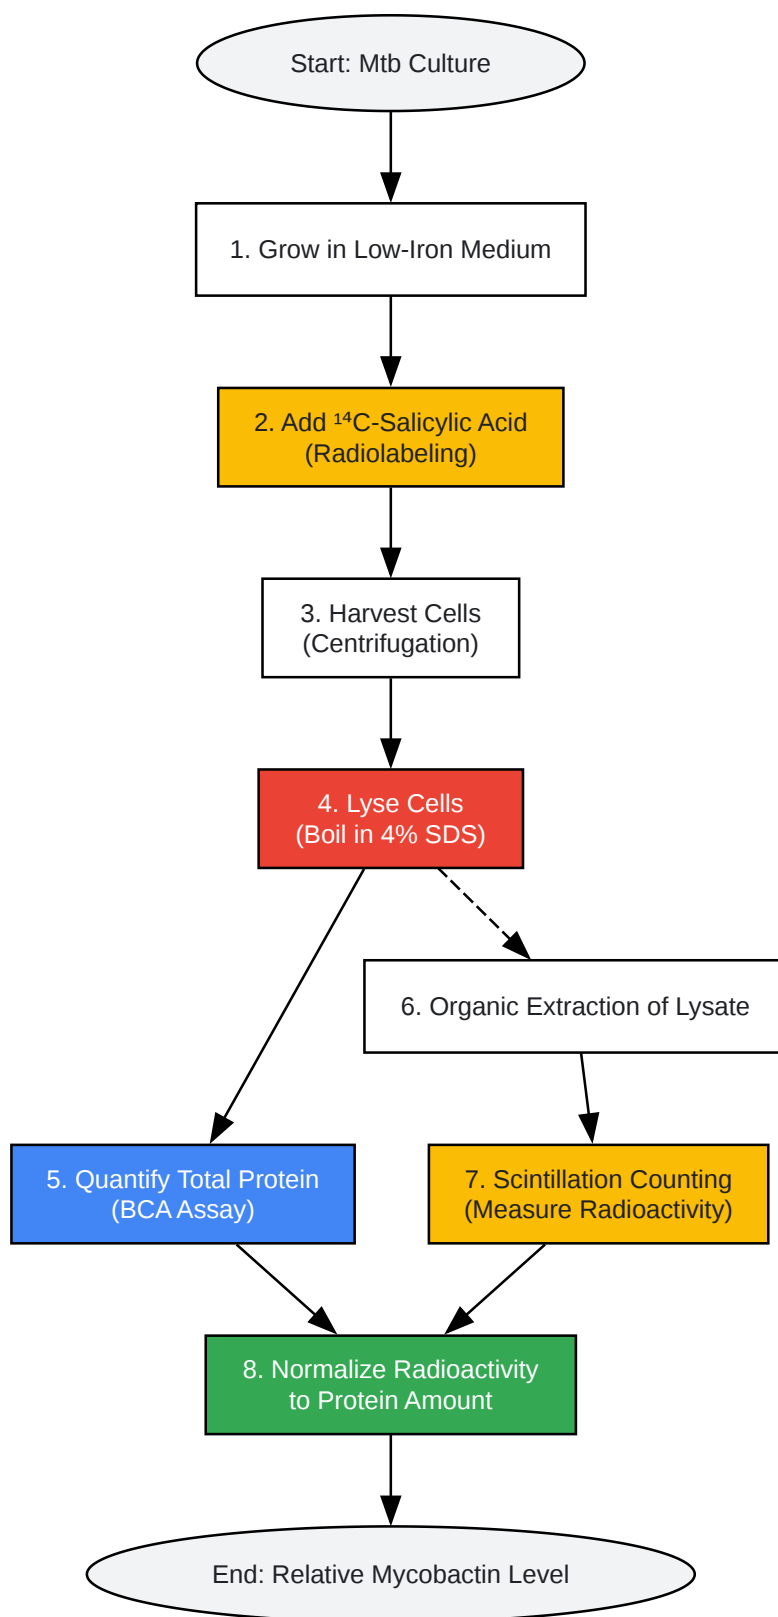 Start: Mtb Culture
1. Grow in Low-Iron Medium
2. Add ¹⁴C-Salicylic Acid
(Radiolabeling)
3. Harvest Cells
(Centrifugation)
4. Lyse Cells
(Boil in 4% SDS)
6. Organic Extraction of Lysate
5. Quantify Total Protein
(BCA Assay)
7. Scintillation Counting
(Measure Radioactivity)
8. Normalize Radioactivity
to Protein Amount
End: Relative Mycobactin Level